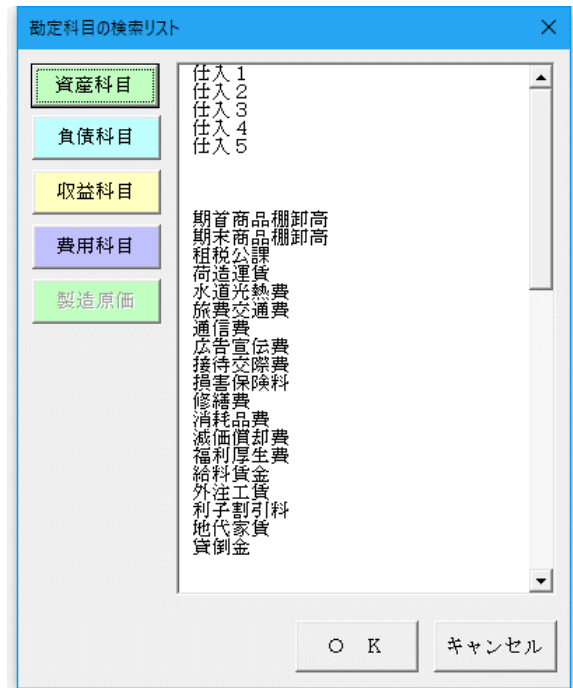 勘定科目の検索リスト
資産科目
負債科目
収益科目
費用科目
製造原価
仕入１
仕入２
仕入３
仕入４
仕入５
期首商品棚卸高
期末商品棚卸高
租税公課
荷造運賃
水道光熱費
旅費交通費
通信費
広告宣伝費
接待交際費
損害保険料
修繕費
消耗品費
減価償却費
福利厚生費
給料賃金
外注工賃
利子割引料
地代家賃
貸倒金
Ｏ Ｋ
キャンセル